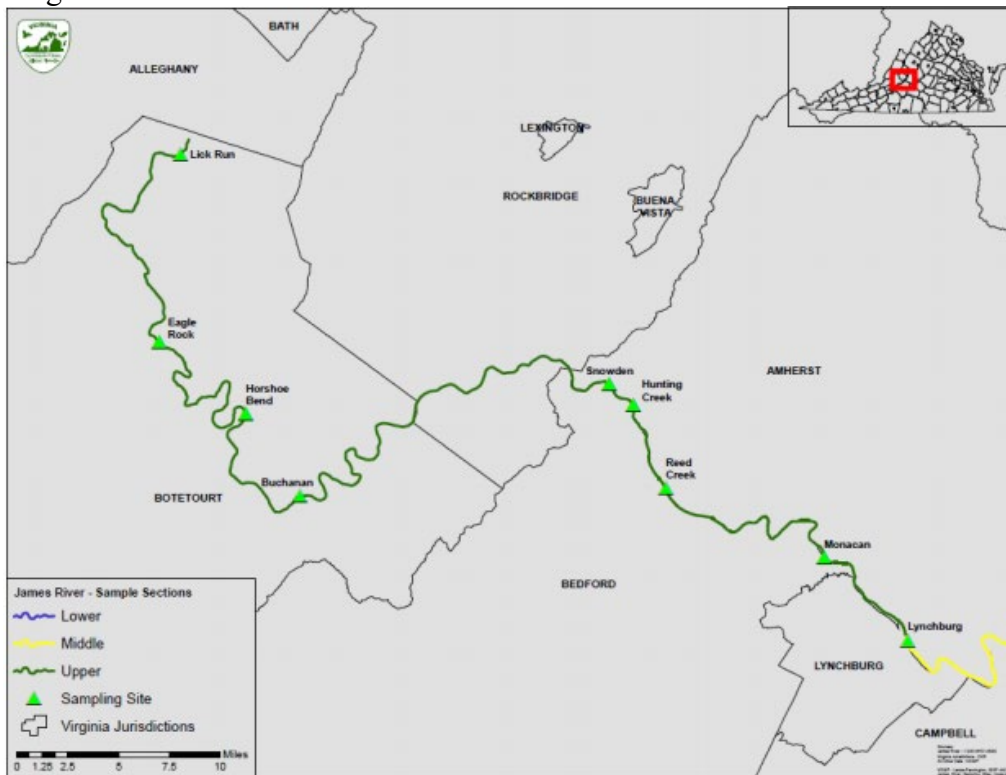 VIRGINIA
BATH
ALLEGHANY
Lick Run
LEXINGTON
ROCKBRIDGE
BUENA
VISTA
Eagle
Rock
Horshoe
Bend
Snowden
Hunting
Creek
AMHERST
Buchanan
Reed
Creek
BOTETOURT
Monacan
BEDFORD
Lynchburg
LYNCHBURG
CAMPBELL
James River - Sample Sections
Lower
Middle
Upper
Sampling Site
Virginia Jurisdictions
Miles
0 1.25 2.5 5 7.5 10